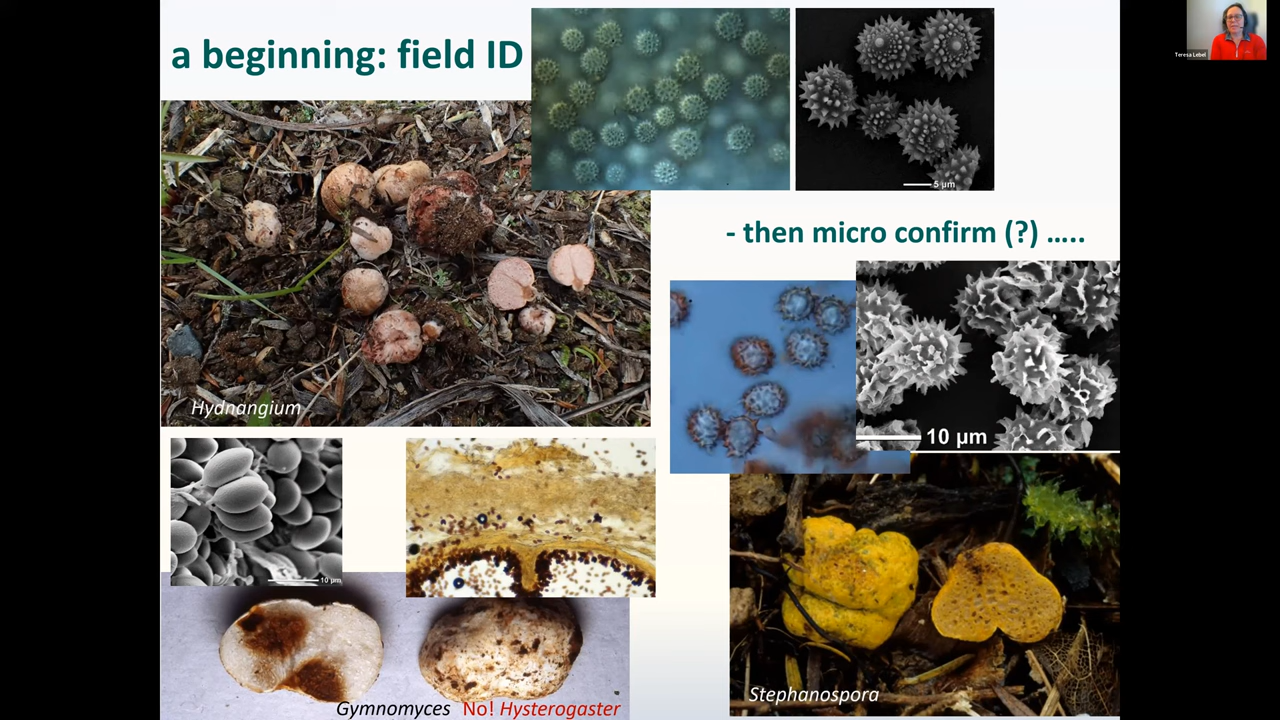 a beginning: field ID
Teresa Lebel
5 µm
- then micro confirm (?) .....
Hydnangium
10 µm
10 µm
Stephanospora
Gymnomyces No! Hysterogaster